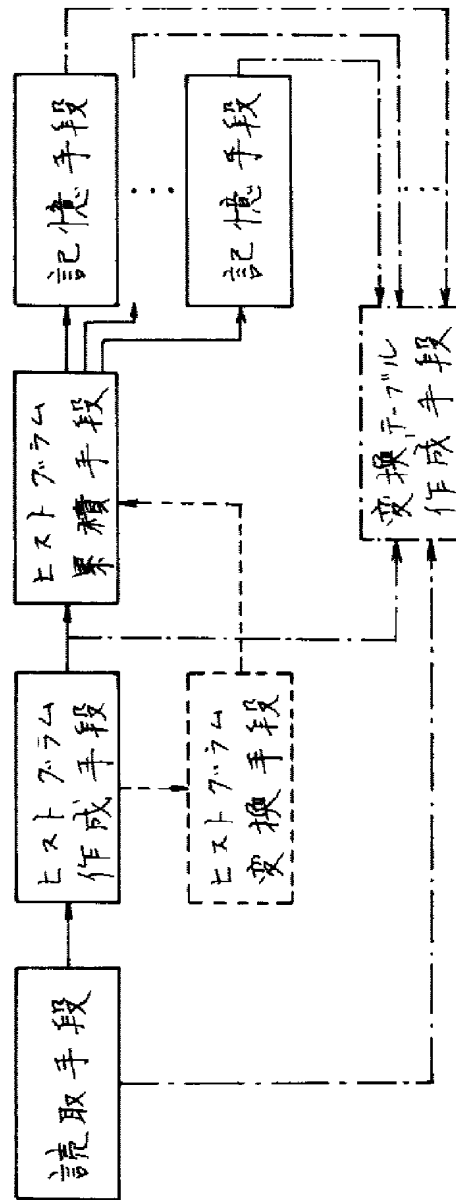 読取手段
ヒストグラム
作成手段
ヒストグラム
変換手段
ヒストグラム
累積手段
記憶手段
記憶手段
変換テーブル
作成手段